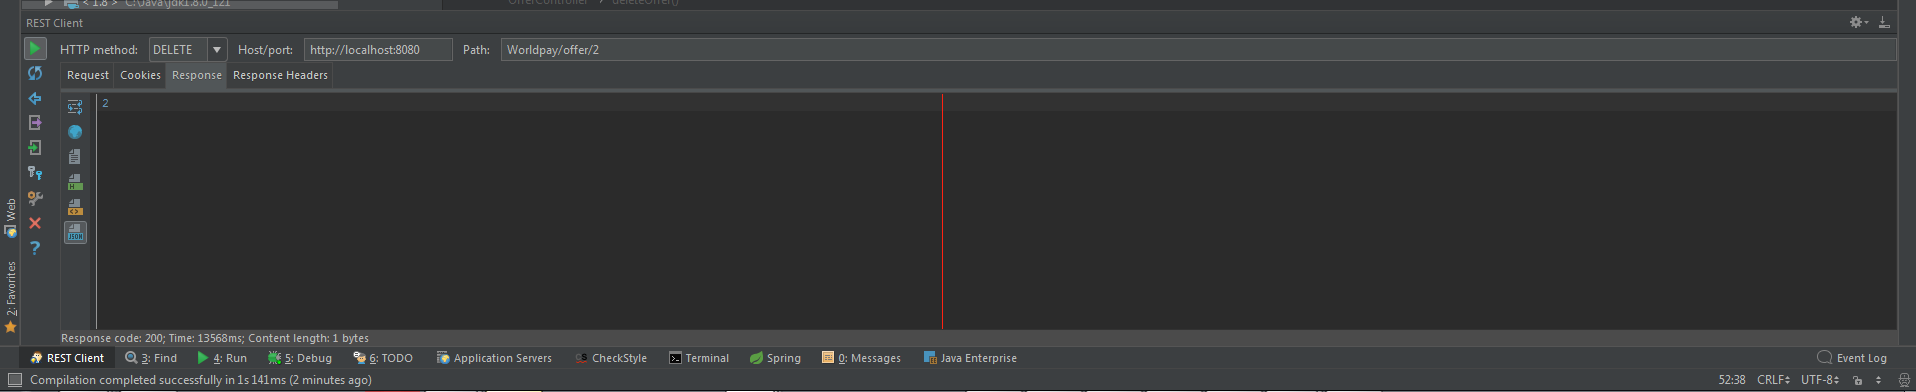 < 1.8 > C:\Java\jdk1.8.0_121 OfferController deleteOffer()
REST Client
HTTP method: DELETE Host/port: http://localhost:8080 Path: Worldpay/offer/2
Request Cookies Response Response Headers
2
Web
2: Favorites
Response code: 200; Time: 13568ms; Content length: 1 bytes
REST Client 3: Find 4: Run 5: Debug 6: TODO Application Servers CS CheckStyle Terminal Spring 0: Messages Java Enterprise Event Log
Compilation completed successfully in 1s 141ms (2 minutes ago) 52:38 CRLF UTF-8